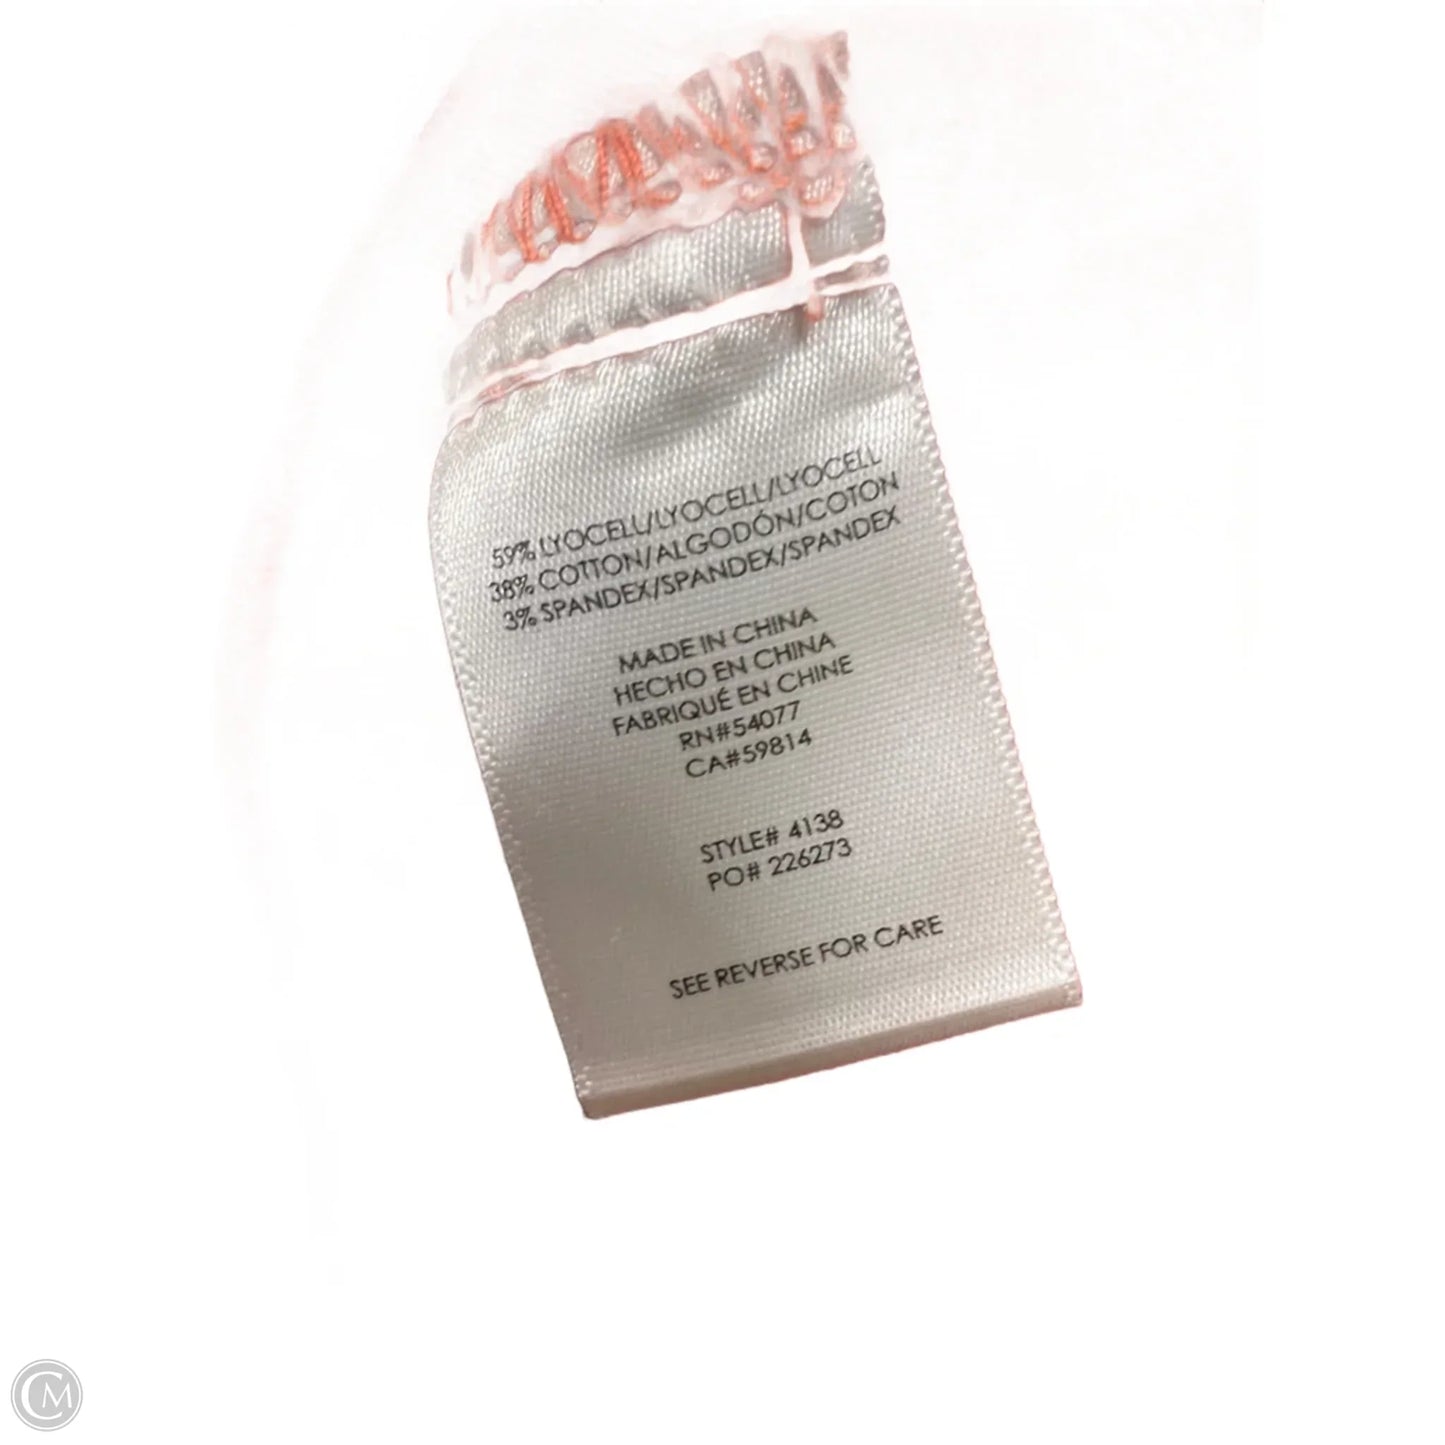 59% LYOCELL/LYOCELL/LYOCELL
38% COTTON/ALGODÓN/COTON
3% SPANDEX/SPANDEX/SPANDEX
MADE IN CHINA
HECHO EN CHINA
FABRIQUÉ EN CHINE
RN#54077
CA#59814
STYLE# 4138
PO# 226273
SEE REVERSE FOR CARE
CM